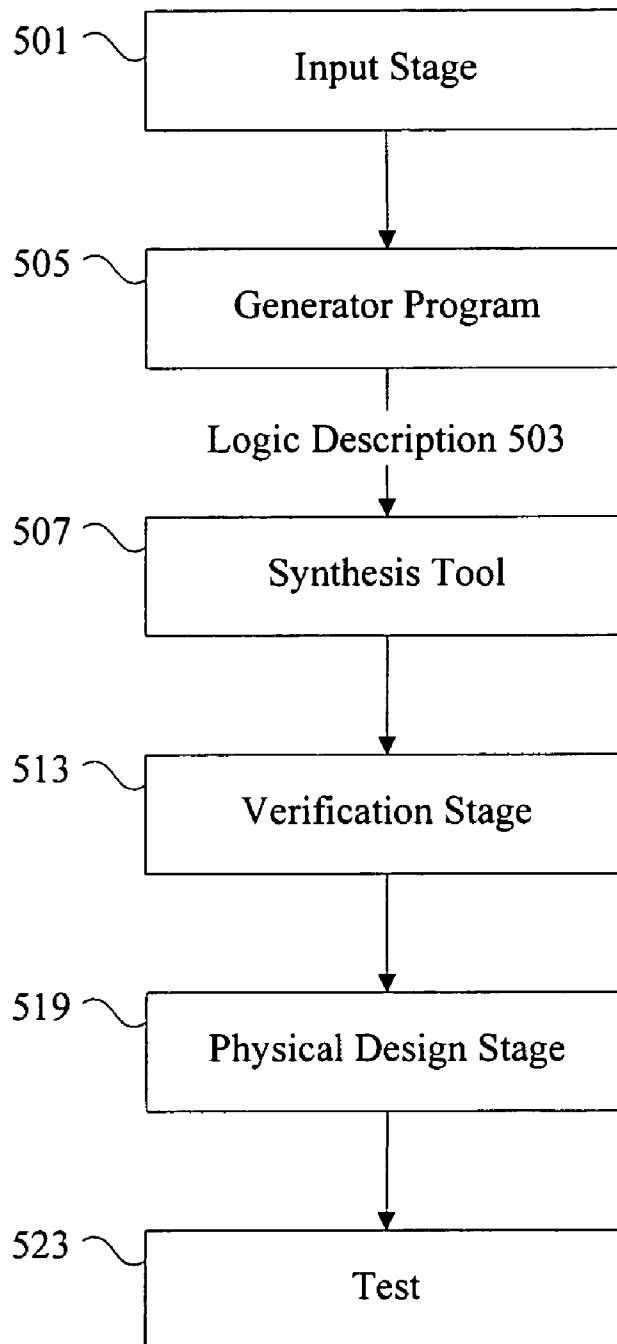 501
Input Stage
505
Generator Program
Logic Description 503
507
Synthesis Tool
513
Verification Stage
519
Physical Design Stage
523
Test